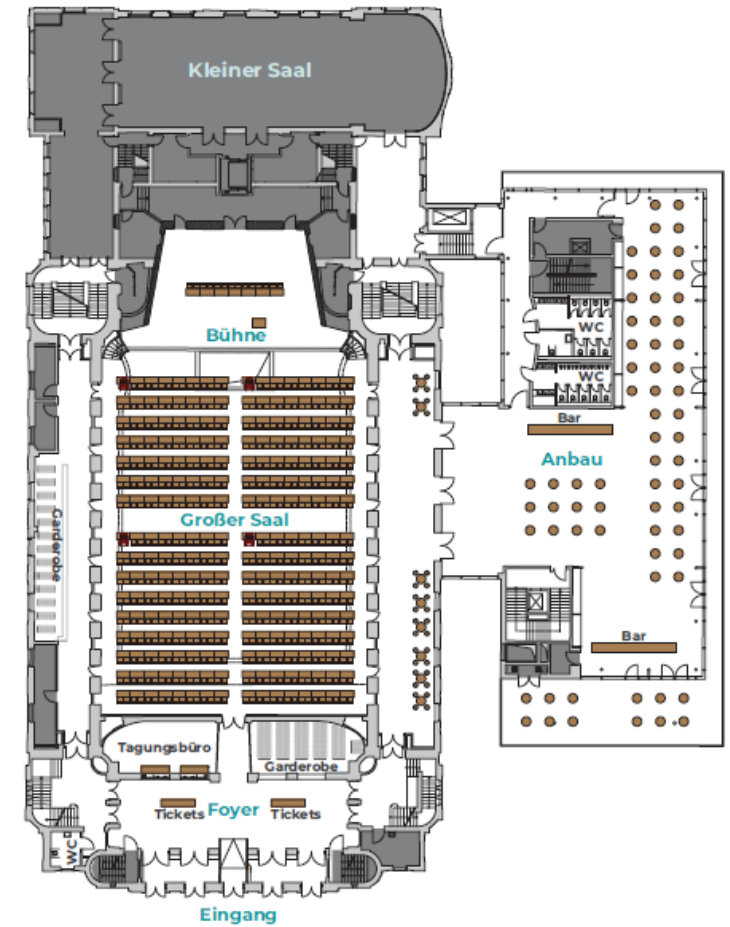 Kleiner Saal
Bühne
WC
WC
Bar
Anbau
Großer Saal
Garderobe
Bar
Tagungsbüro
Garderobe
Tickets
Foyer
Tickets
WC
Eingang